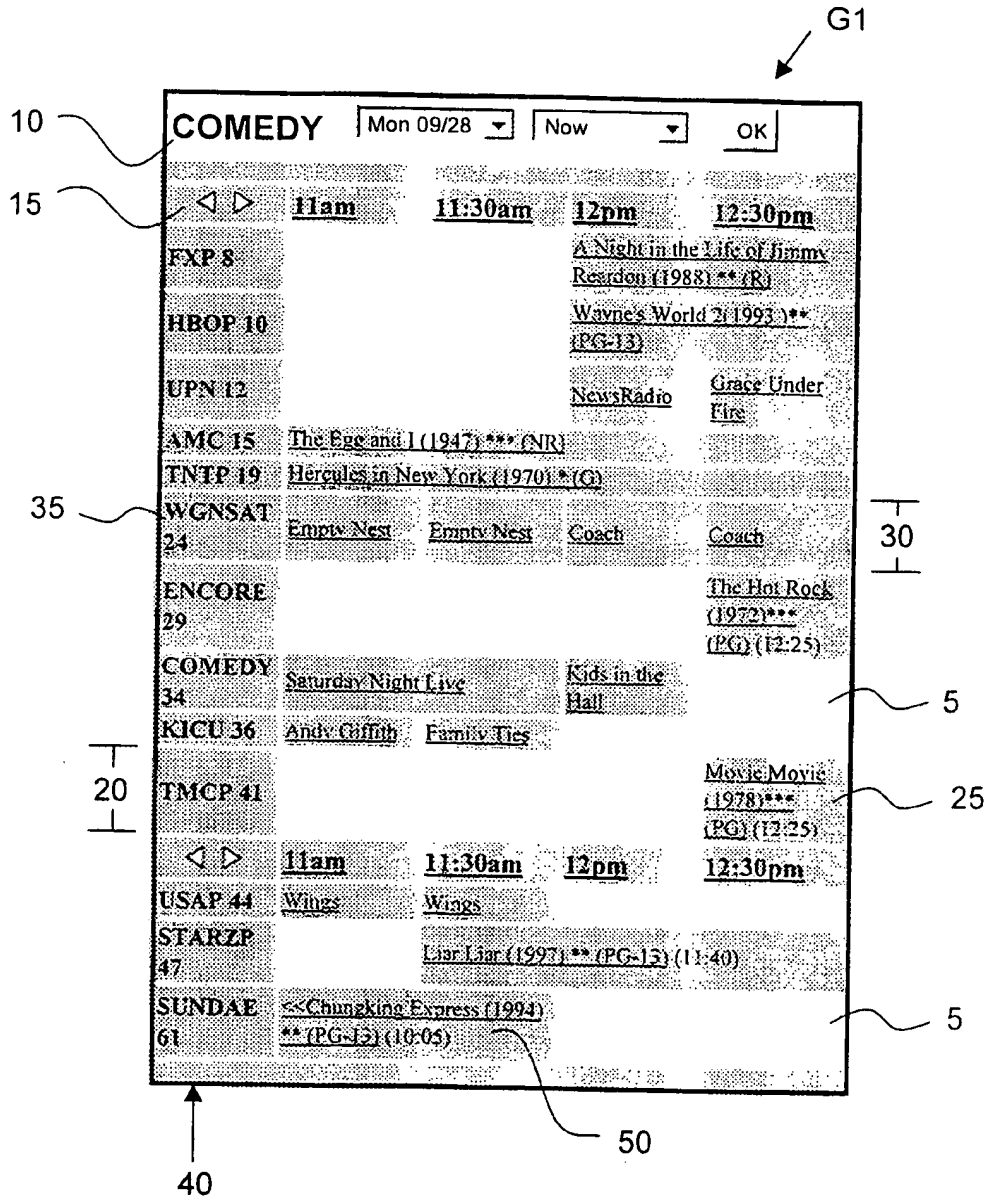 G1
10 COMEDY Mon 09/28 Now OK
15 11am 11:30am 12pm 12:30pm
FXP 8 A Night in the Life of Jimmy
Reardon (1988) ** (R)
HBOP 10 Wayne's World 2(1993 )**
(PG-13)
UPN 12 NewsRadio Grace Under
Fire
AMC 15 The Egg and I (1947) *** (NR)
TNTP 19 Hercules in New York (1970) * (G)
35 WGNSAT
24 Empty Nest Empty Nest Coach Coach 30
ENCORE
29 The Hot Rock
(1972)***
(PG) (12:25)
COMEDY
34 Saturday Night Live Kids in the
Hall 5
KICU 36 Andy Griffith Family Ties
20 TMCP 41 Movie Movie
(1978)*** 25
(PG) (12:25)
11am 11:30am 12pm 12:30pm
USAP 44 Wings Wings
STARZP
47 Liar Liar (1997) ** (PG-13) (11:40)
SUNDAE
61 <<Chungking Express (1994)
** (PG-13) (10:05) 5
50
40